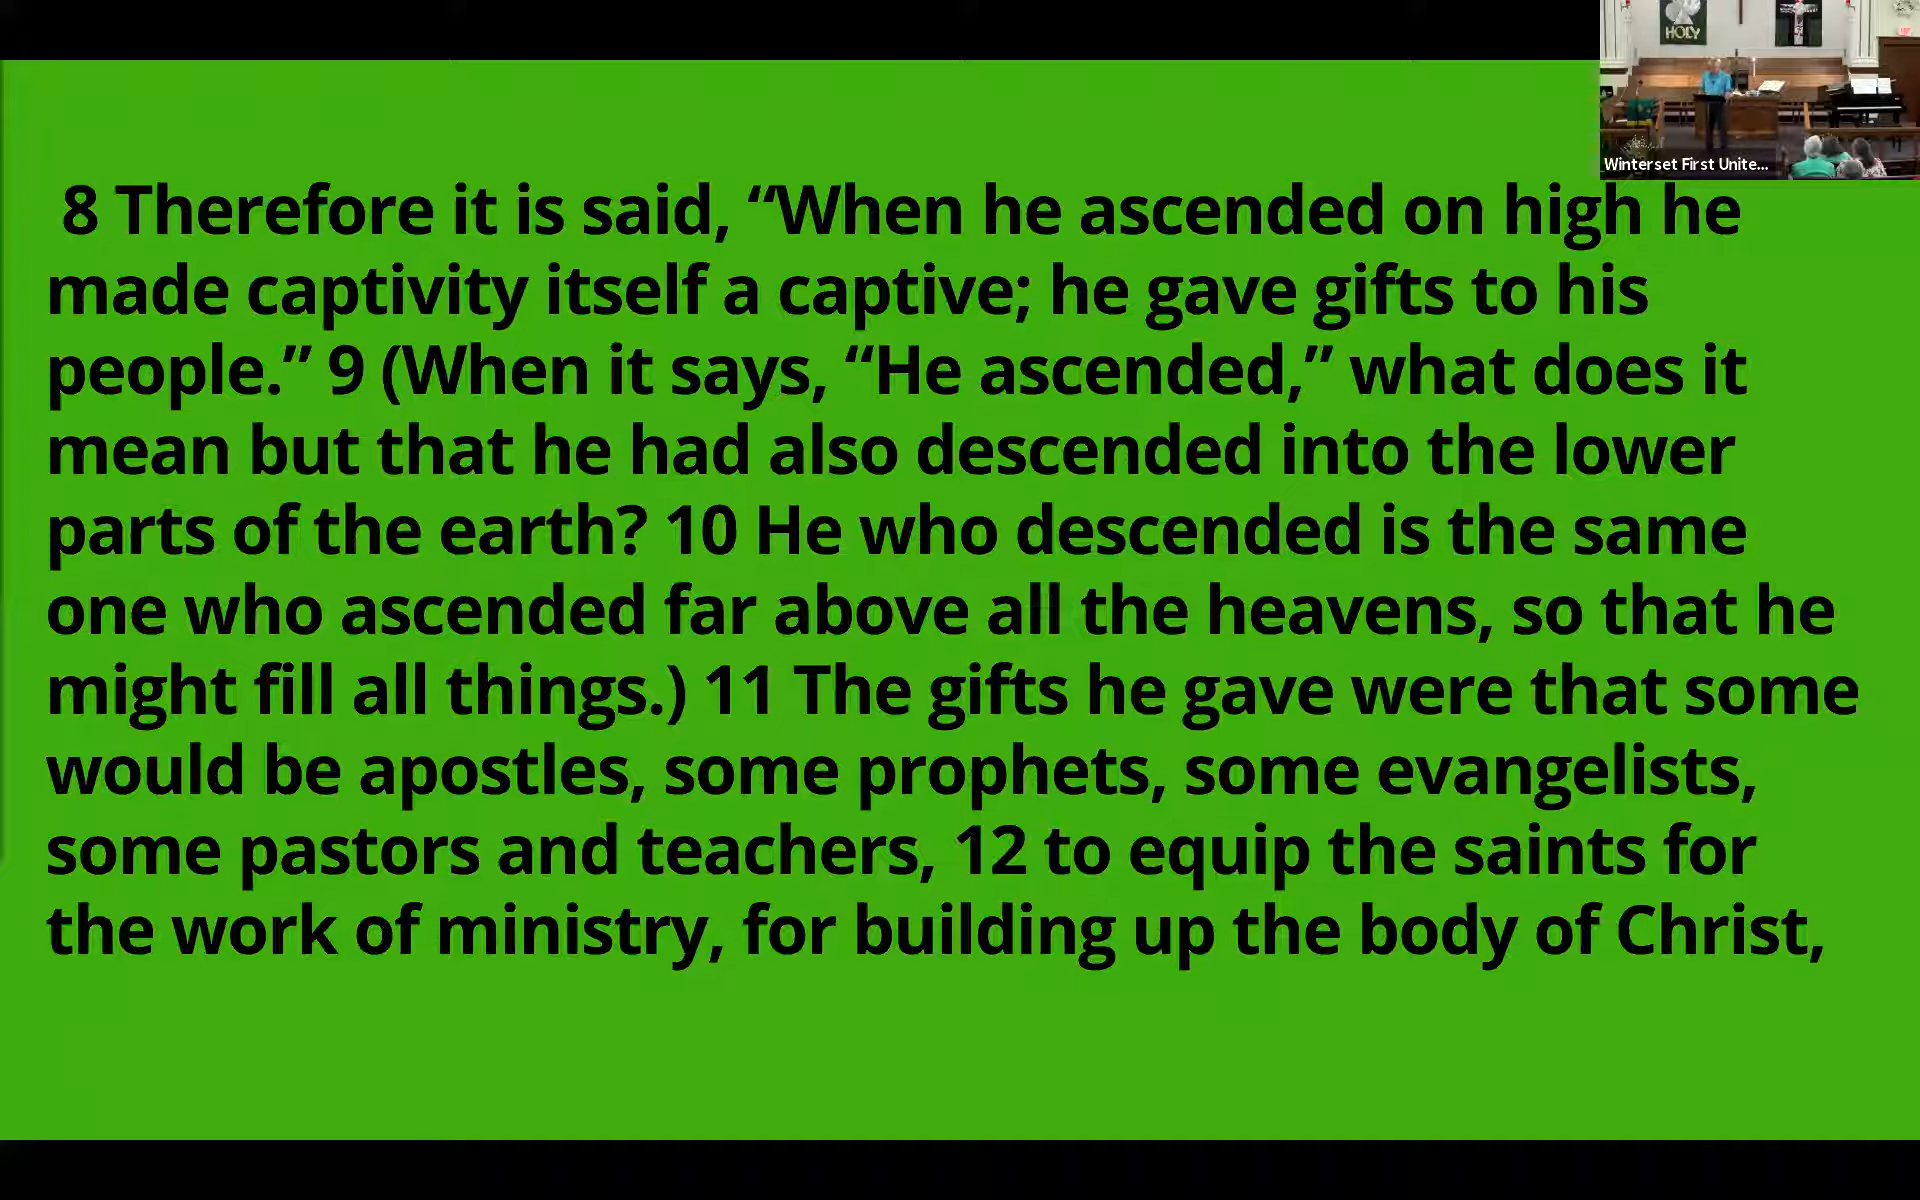 HOLY
Winterset First Unite...
8 Therefore it is said, “When he ascended on high he
made captivity itself a captive; he gave gifts to his
people.” 9 (When it says, “He ascended,” what does it
mean but that he had also descended into the lower
parts of the earth? 10 He who descended is the same
one who ascended far above all the heavens, so that he
might fill all things.) 11 The gifts he gave were that some
would be apostles, some prophets, some evangelists,
some pastors and teachers, 12 to equip the saints for
the work of ministry, for building up the body of Christ,